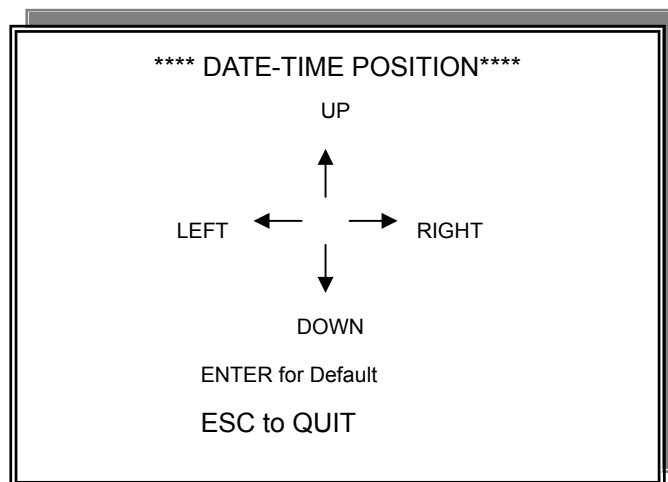 **** DATE-TIME POSITION****
UP
LEFT RIGHT
DOWN
ENTER for Default
ESC to QUIT